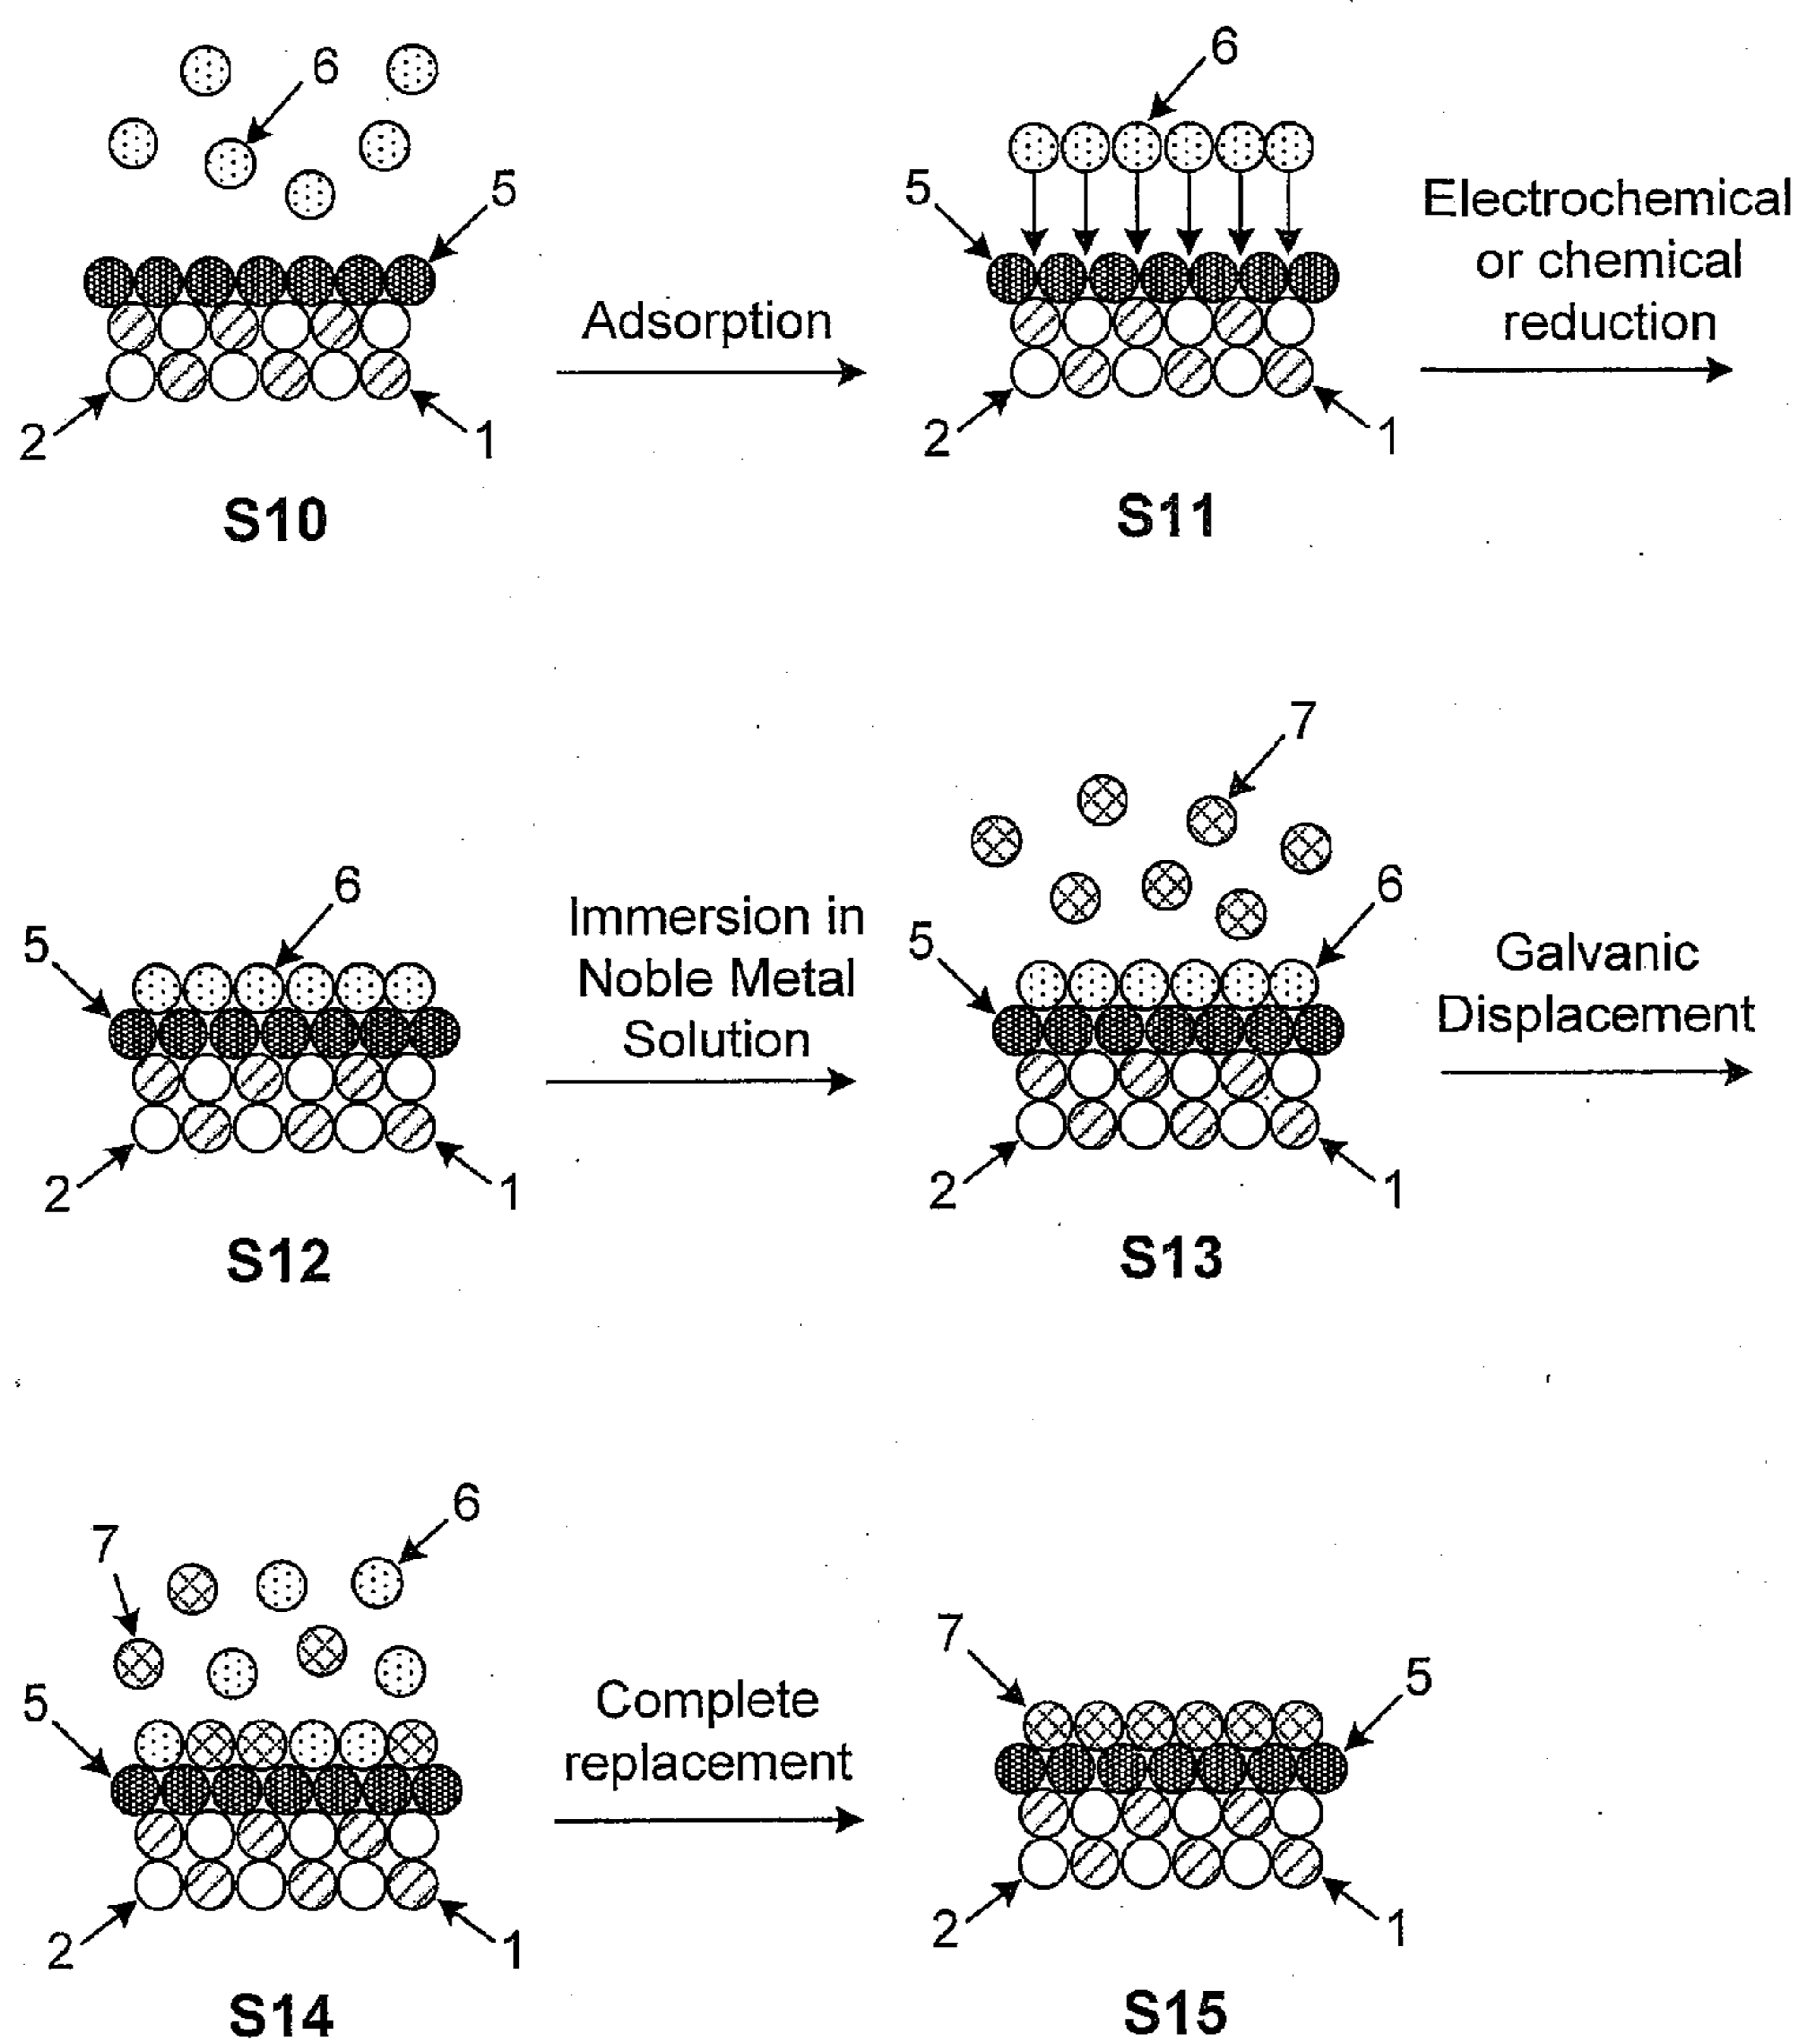 6
6
5
5
Electrochemical
or chemical
reduction
Adsorption
2
1
2
1
S10
S11
7
6
6
5
5
Immersion in
Noble Metal
Solution
Galvanic
Displacement
2
1
2
1
S12
S13
6
7
7
5
5
Complete
replacement
2
1
2
1
S14
S15